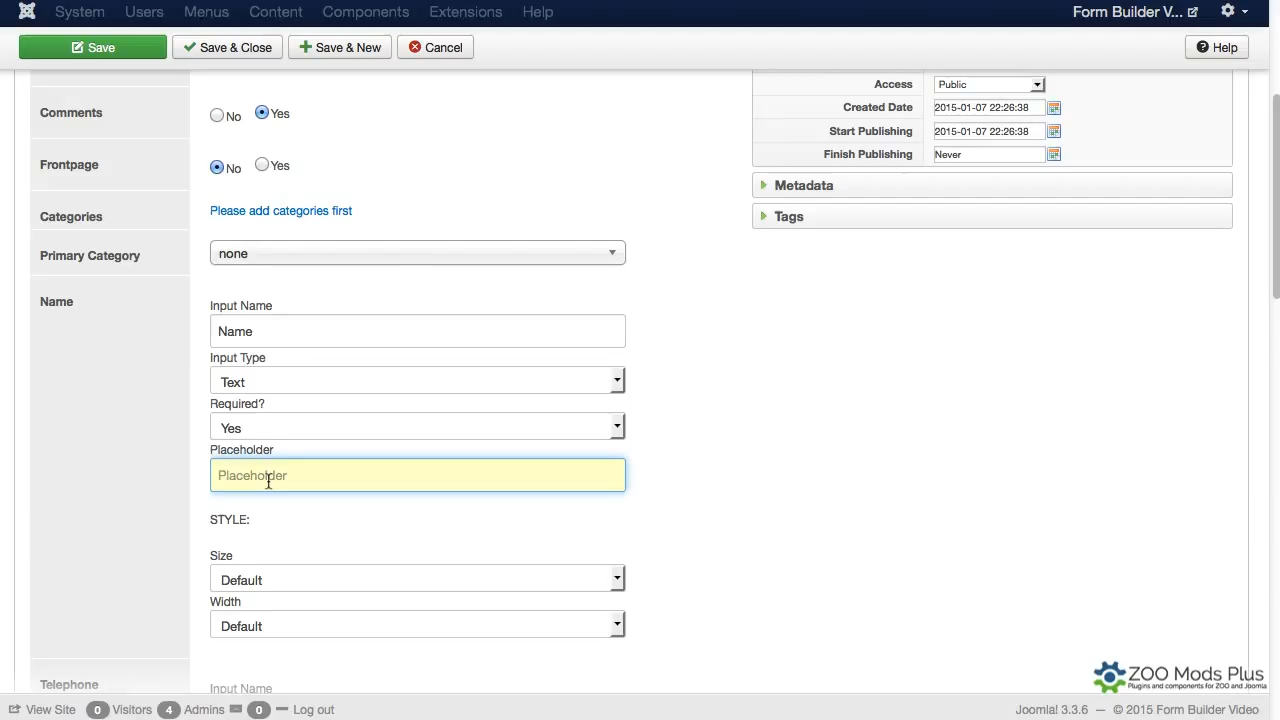 System Users Menus Content Components Extensions Help Form Builder V...
Save Save & Close Save & New Cancel Help
Access Public
Comments No Yes
Created Date 2015-01-07 22:26:38
Start Publishing 2015-01-07 22:26:38
Finish Publishing Never
Frontpage No Yes
Metadata
Categories Please add categories first
Tags
Primary Category none
Name
Input Name
Name
Input Type
Text
Required?
Yes
Placeholder
Placeholder
STYLE:
Size
Default
Width
Default
Telephone
Input Name
ZOO Mods Plus
Plugins and components for ZOO and Joomla
View Site 0 Visitors 4 Admins 0 Log out Joomla! 3.3.6 — © 2015 Form Builder Video